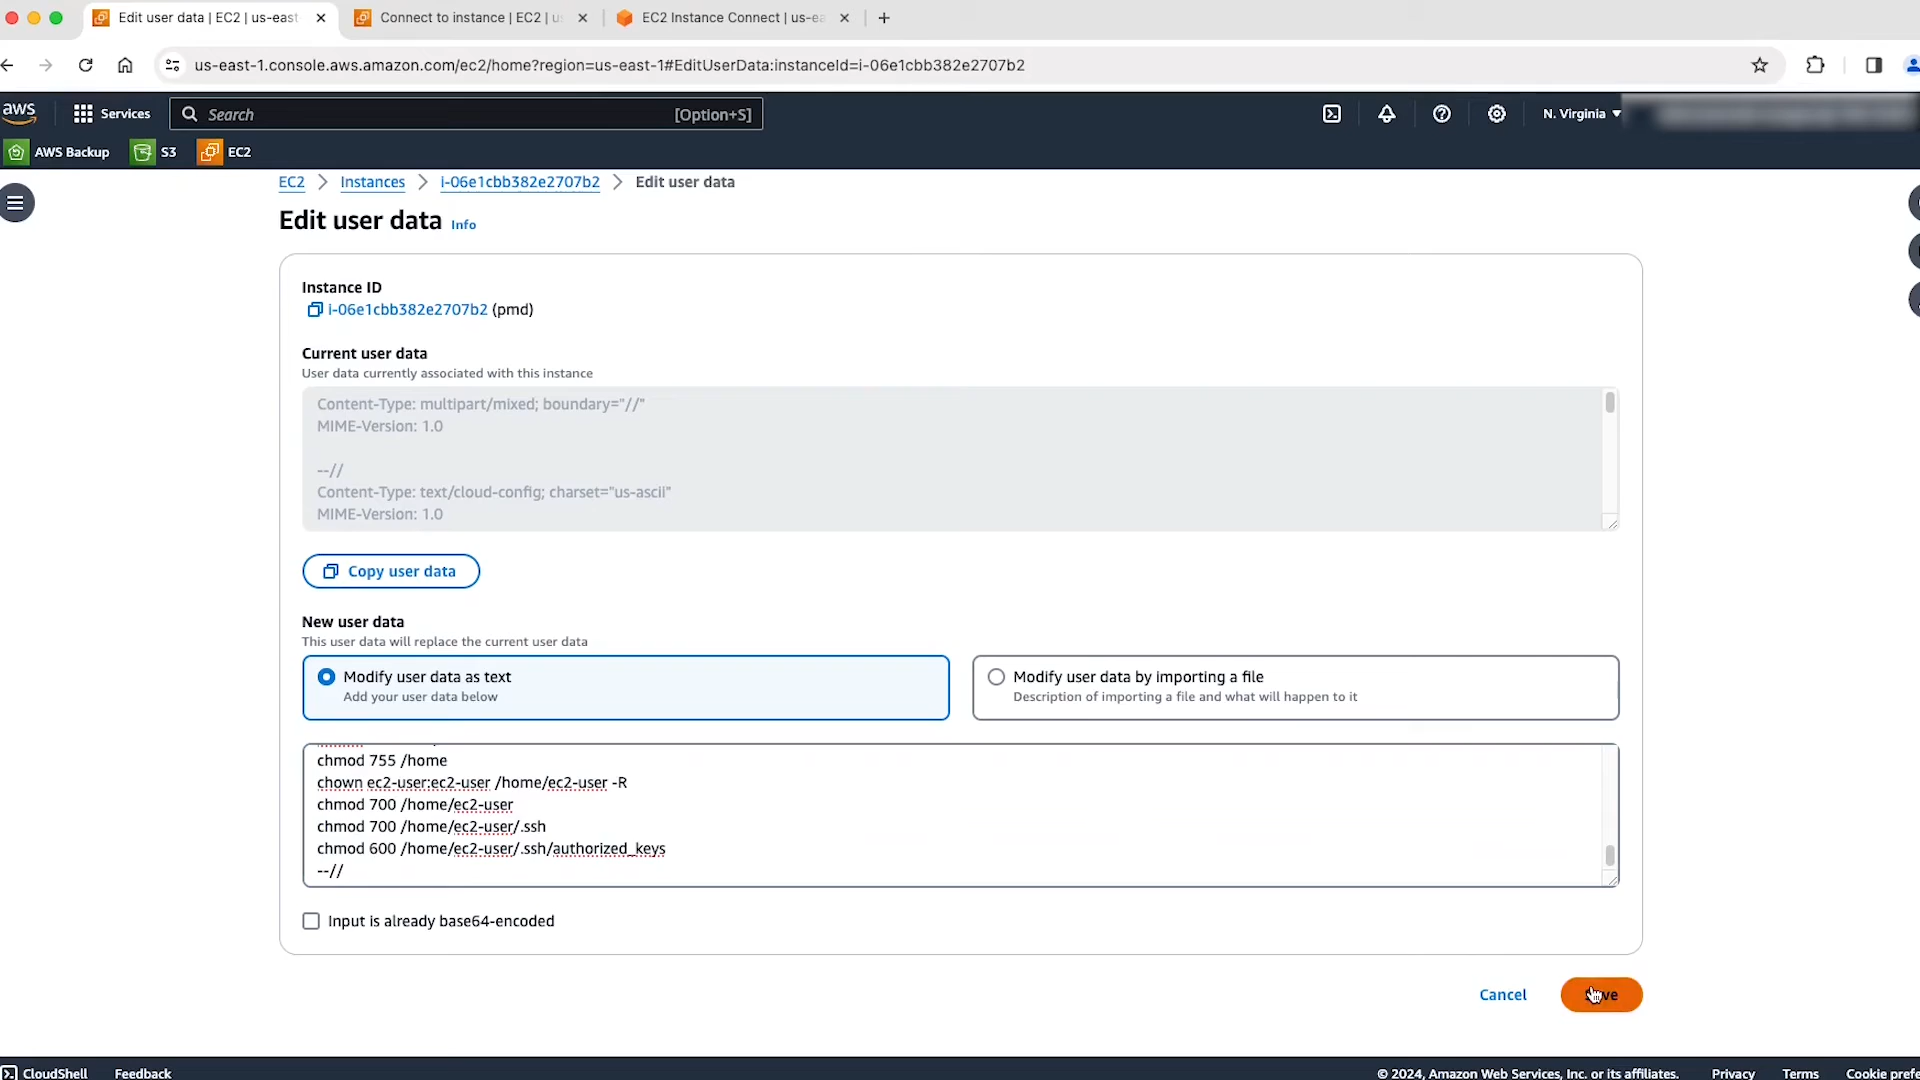 Edit user data | EC2 | us-east
Connect to instance | EC2 | us
EC2 Instance Connect | us-ea
us-east-1.console.aws.amazon.com/ec2/home?region=us-east-1#EditUserData:instanceId=i-06e1cbb382e2707b2
aws
Services
Search
[Option+S]
N. Virginia
AWS Backup
S3
EC2
EC2 > Instances > i-06e1cbb382e2707b2 > Edit user data
Edit user data Info
Instance ID
i-06e1cbb382e2707b2 (pmd)
Current user data
User data currently associated with this instance
Content-Type: multipart/mixed; boundary="//"
MIME-Version: 1.0
--//
Content-Type: text/cloud-config; charset="us-ascii"
MIME-Version: 1.0
Copy user data
New user data
This user data will replace the current user data
Modify user data as text
Add your user data below
Modify user data by importing a file
Description of importing a file and what will happen to it
chmod 755 /home
chown ec2-user:ec2-user /home/ec2-user -R
chmod 700 /home/ec2-user
chmod 700 /home/ec2-user/.ssh
chmod 600 /home/ec2-user/.ssh/authorized_keys
--//
Input is already base64-encoded
Cancel
Save
CloudShell
Feedback
© 2024, Amazon Web Services, Inc. or its affiliates.
Privacy
Terms
Cookie prefe